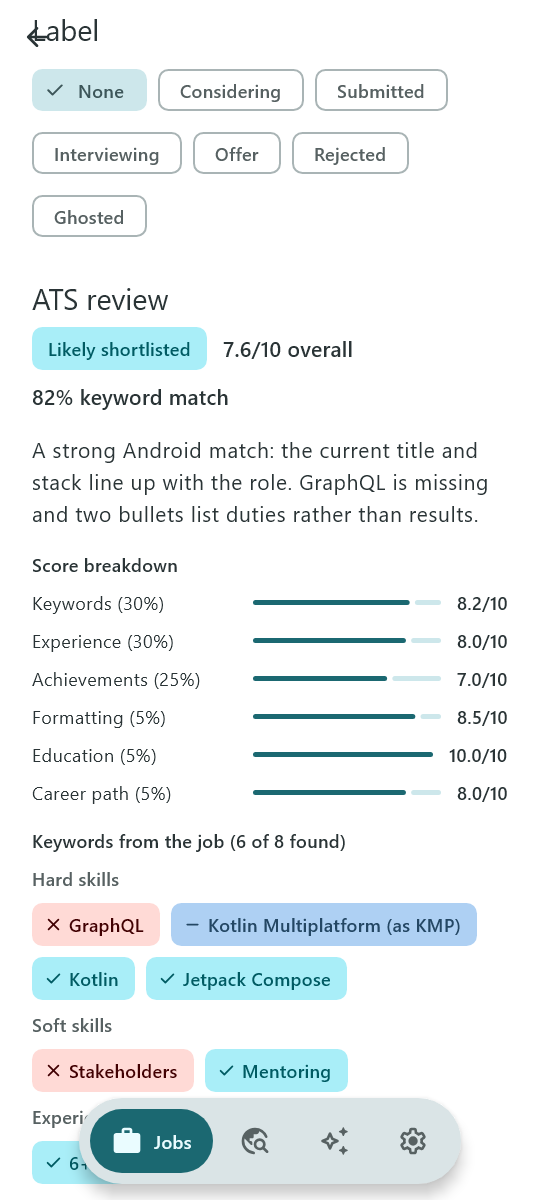 Label
None Considering Submitted
Interviewing Offer Rejected
Ghosted
ATS review
Likely shortlisted 7.6/10 overall
82% keyword match
A strong Android match: the current title and
stack line up with the role. GraphQL is missing
and two bullets list duties rather than results.
Score breakdown
Keywords (30%) 8.2/10
Experience (30%) 8.0/10
Achievements (25%) 7.0/10
Formatting (5%) 8.5/10
Education (5%) 10.0/10
Career path (5%) 8.0/10
Keywords from the job (6 of 8 found)
Hard skills
GraphQL Kotlin Multiplatform (as KMP)
Kotlin Jetpack Compose
Soft skills
Stakeholders Mentoring
Jobs